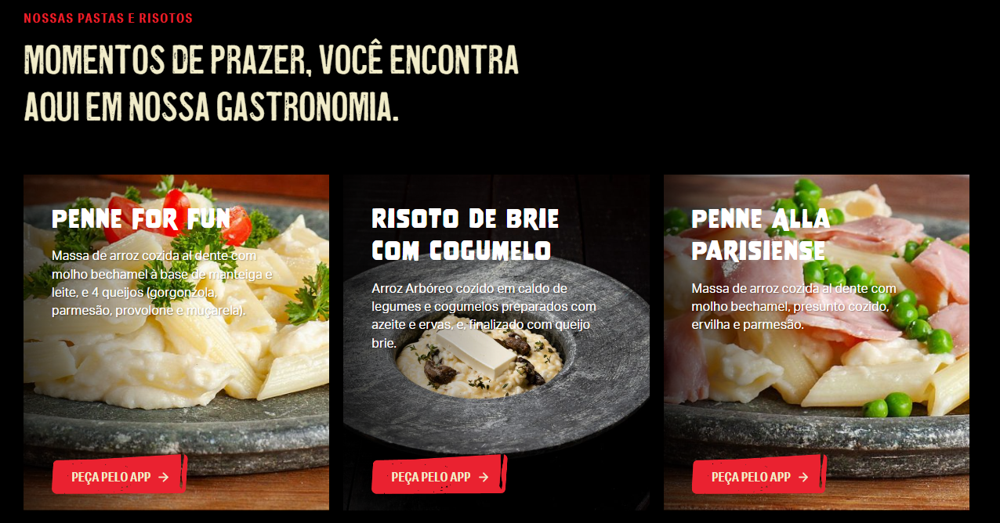 NOSSAS PASTAS E RISOTOS
MOMENTOS DE PRAZER, VOCÊ ENCONTRA
AQUI EM NOSSA GASTRONOMIA.
PENNE FOR FUN
Massa de arroz cozida al dente com
molho bechamel à base de manteiga e
leite, e 4 queijos (gorgonzola,
parmesão, provolone e muçarela).
PEÇA PELO APP →
RISOTO DE BRIE
COM COGUMELO
Arroz Arbóreo cozido em caldo de
legumes e cogumelos preparados com
azeite e ervas, e, finalizado com queijo
brie.
PEÇA PELO APP →
PENNE ALLA
PARISIENSE
Massa de arroz cozida al dente com
molho bechamel, presunto cozido,
ervilha e parmesão.
PEÇA PELO APP →